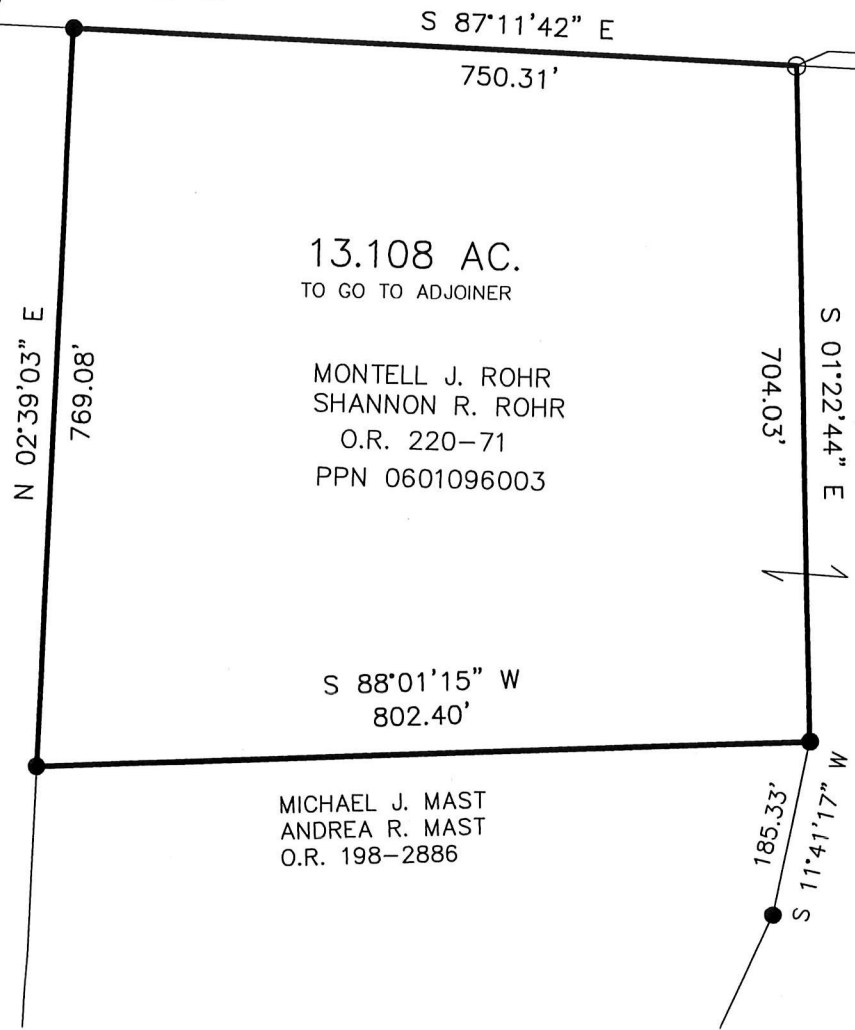 S 87°11'42" E
750.31'
13.108 AC.
TO GO TO ADJOINER
N 02°39'03" E
769.08'
MONTELL J. ROHR
SHANNON R. ROHR
O.R. 220-71
PPN 0601096003
704.03'
S 01°22'44" E
S 88°01'15" W
802.40'
MICHAEL J. MAST
ANDREA R. MAST
O.R. 198-2886
185.33'
S 11°41'17" W